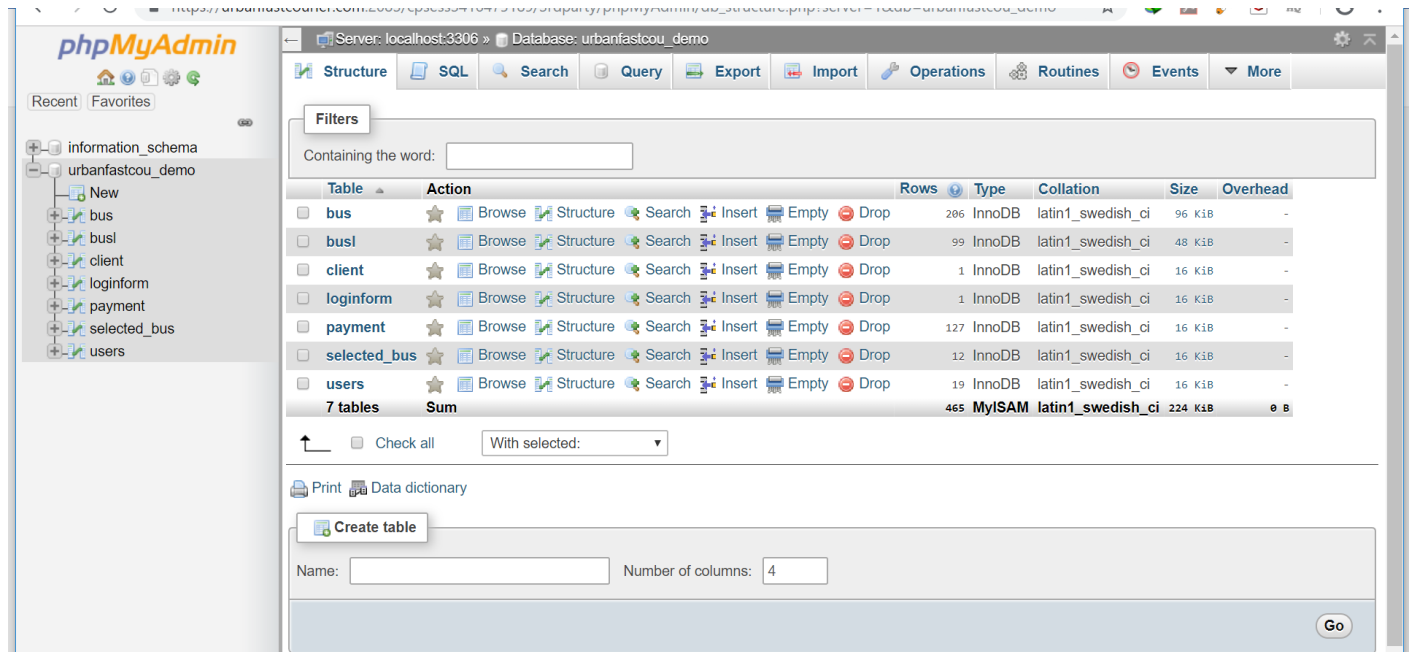 phpMyAdmin
Recent Favorites
information_schema
urbanfastcou_demo
New
bus
busl
client
loginform
payment
selected_bus
users
Server: localhost:3306 » Database: urbanfastcou_demo
Structure SQL Search Query Export Import Operations Routines Events More
Filters
Containing the word:
Table Action Rows Type Collation Size Overhead
bus Browse Structure Search Insert Empty Drop 206 InnoDB latin1_swedish_ci 96 KiB -
busl Browse Structure Search Insert Empty Drop 99 InnoDB latin1_swedish_ci 48 KiB -
client Browse Structure Search Insert Empty Drop 1 InnoDB latin1_swedish_ci 16 KiB -
loginform Browse Structure Search Insert Empty Drop 1 InnoDB latin1_swedish_ci 16 KiB -
payment Browse Structure Search Insert Empty Drop 127 InnoDB latin1_swedish_ci 16 KiB -
selected_bus Browse Structure Search Insert Empty Drop 12 InnoDB latin1_swedish_ci 16 KiB -
users Browse Structure Search Insert Empty Drop 19 InnoDB latin1_swedish_ci 16 KiB -
7 tables Sum 465 MyISAM latin1_swedish_ci 224 KiB 0 B
Check all With selected:
Print Data dictionary
Create table
Name: Number of columns: 4
Go